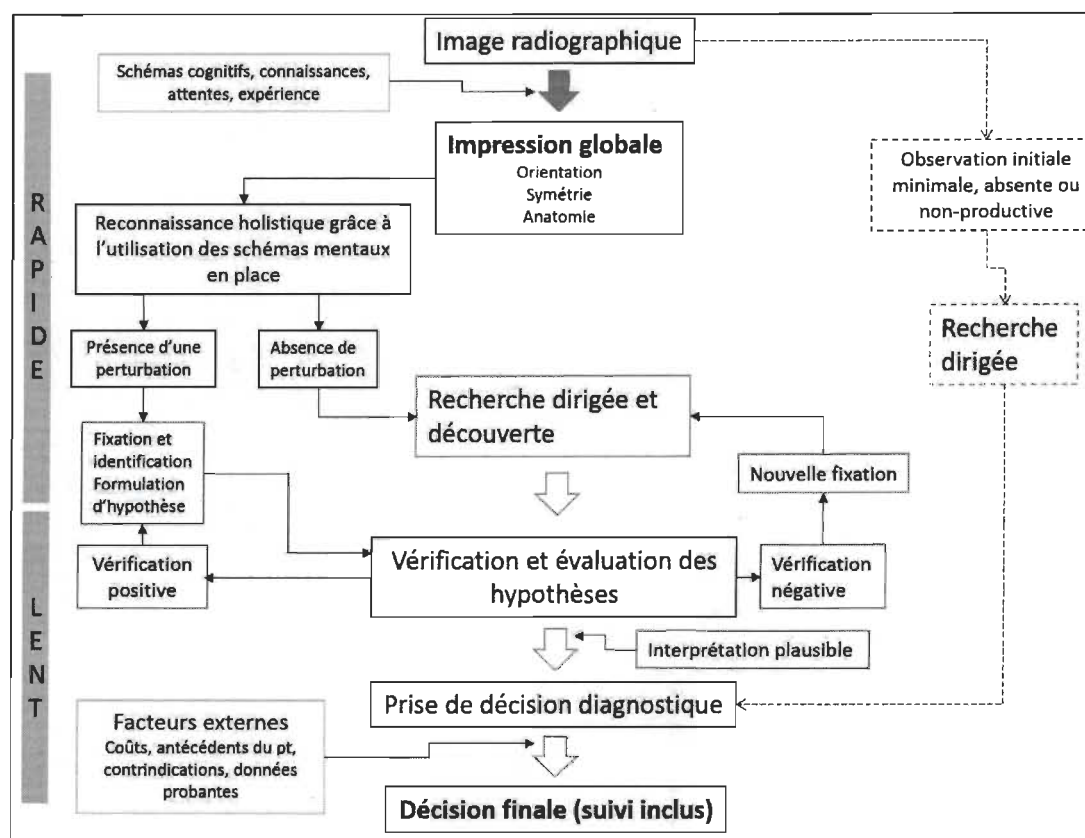 Image radiographique
Schémas cognitifs, connaissances,
attentes, expérience
Impression globale
Orientation
Symétrie
Anatomie
Observation initiale
minimale, absente ou
non-productive
RAPIDE
Reconnaissance holistique grâce à
l'utilisation des schémas mentaux
en place
Recherche
dirigée
Présence d'une
perturbation
Absence de
perturbation
Recherche dirigée et
découverte
Fixation et
identification
Formulation
d'hypothèse
Nouvelle fixation
LENT
Vérification
positive
Vérification et évaluation des
hypothèses
Vérification
négative
Interprétation plausible
Prise de décision diagnostique
Facteurs externes
Coûts, antécédents du pt,
contrindications, données
probantes
Décision finale (suivi inclus)